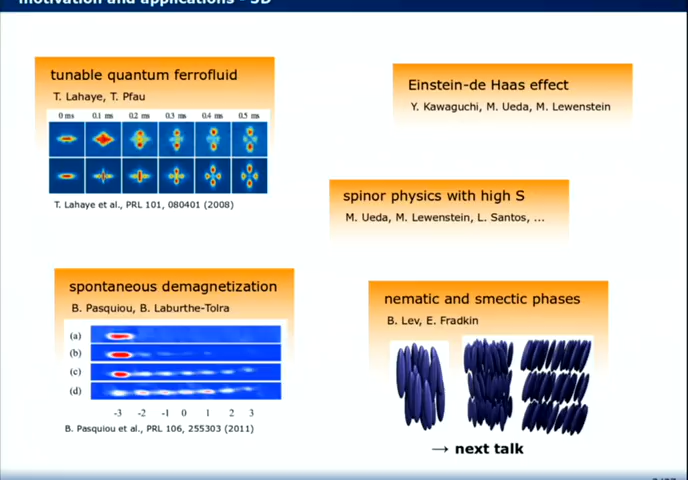 motivation and applications - 3D
tunable quantum ferrofluid
T. Lahaye, T. Pfau
0 ms 0.1 ms 0.2 ms 0.3 ms 0.4 ms 0.5 ms
T. Lahaye et al., PRL 101, 080401 (2008)
Einstein-de Haas effect
Y. Kawaguchi, M. Ueda, M. Lewenstein
spinor physics with high S
M. Ueda, M. Lewenstein, L. Santos, ...
spontaneous demagnetization
B. Pasquiou, B. Laburthe-Tolra
(a)
(b)
(c)
(d)
-3 -2 -1 0 1 2 3
B. Pasquiou et al., PRL 106, 255303 (2011)
nematic and smectic phases
B. Lev, E. Fradkin
→ next talk